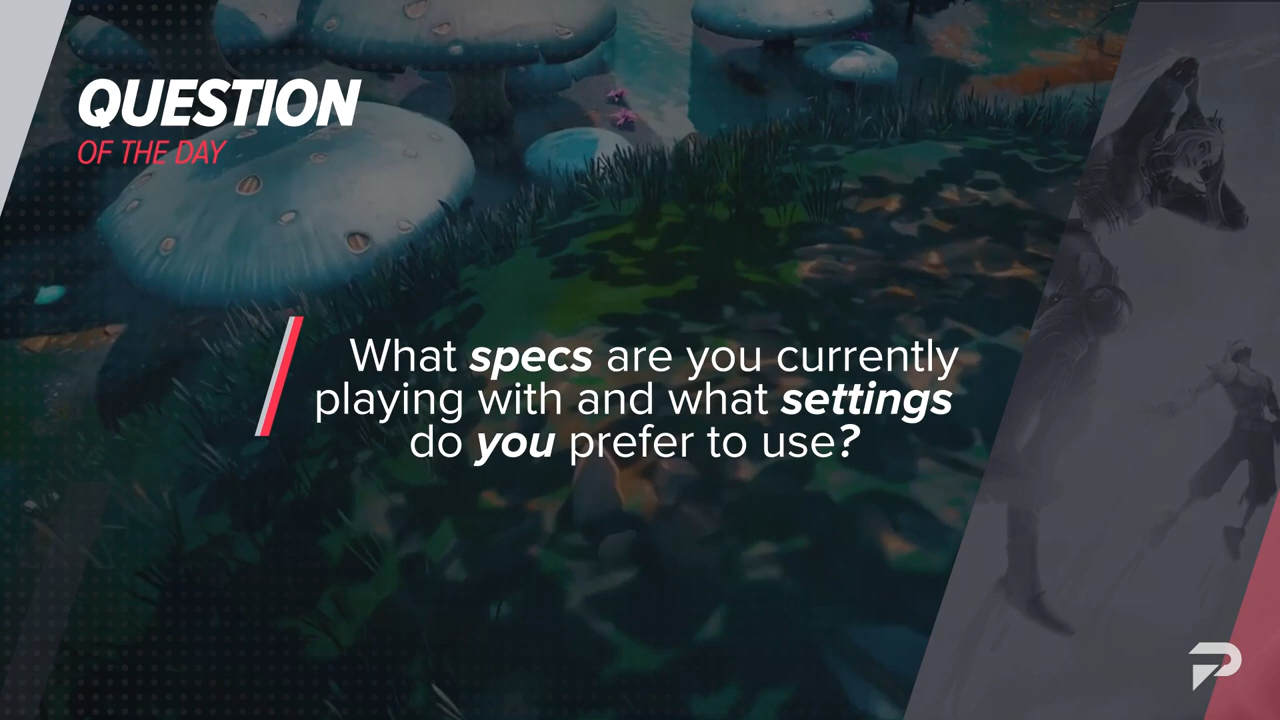 QUESTION
OF THE DAY
What specs are you currently
playing with and what settings
do you prefer to use?